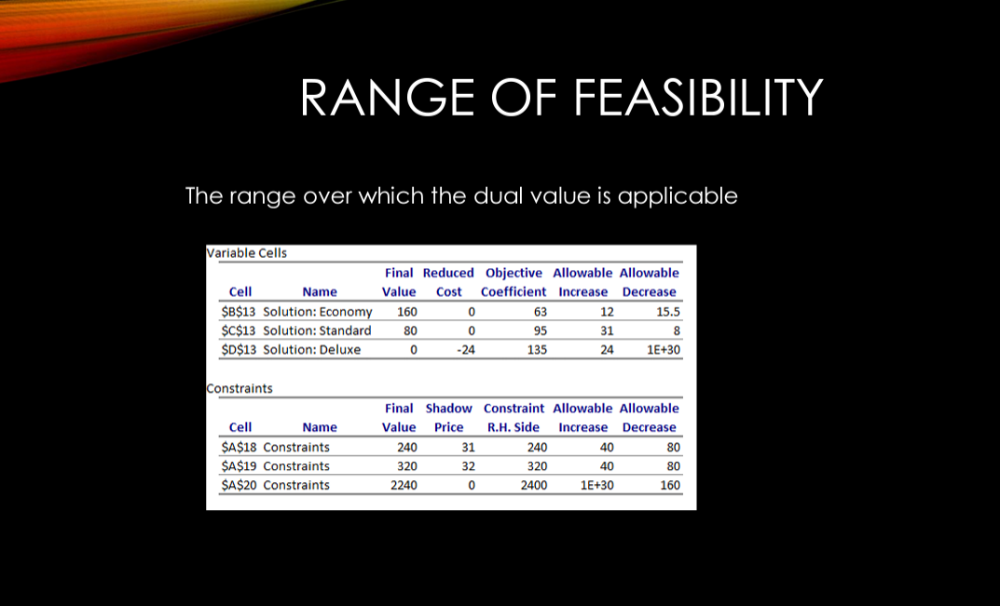 RANGE OF FEASIBILITY
The range over which the dual value is applicable
Variable Cells
Final Reduced Objective Allowable Allowable
Cell Name Value Cost Coefficient Increase Decrease
$B$13 Solution: Economy 160 0 63 12 15.5
$C$13 Solution: Standard 80 0 95 31 8
$D$13 Solution: Deluxe 0 -24 135 24 1E+30
Constraints
Final Shadow Constraint Allowable Allowable
Cell Name Value Price R.H. Side Increase Decrease
$A$18 Constraints 240 31 240 40 80
$A$19 Constraints 320 32 320 40 80
$A$20 Constraints 2240 0 2400 1E+30 160